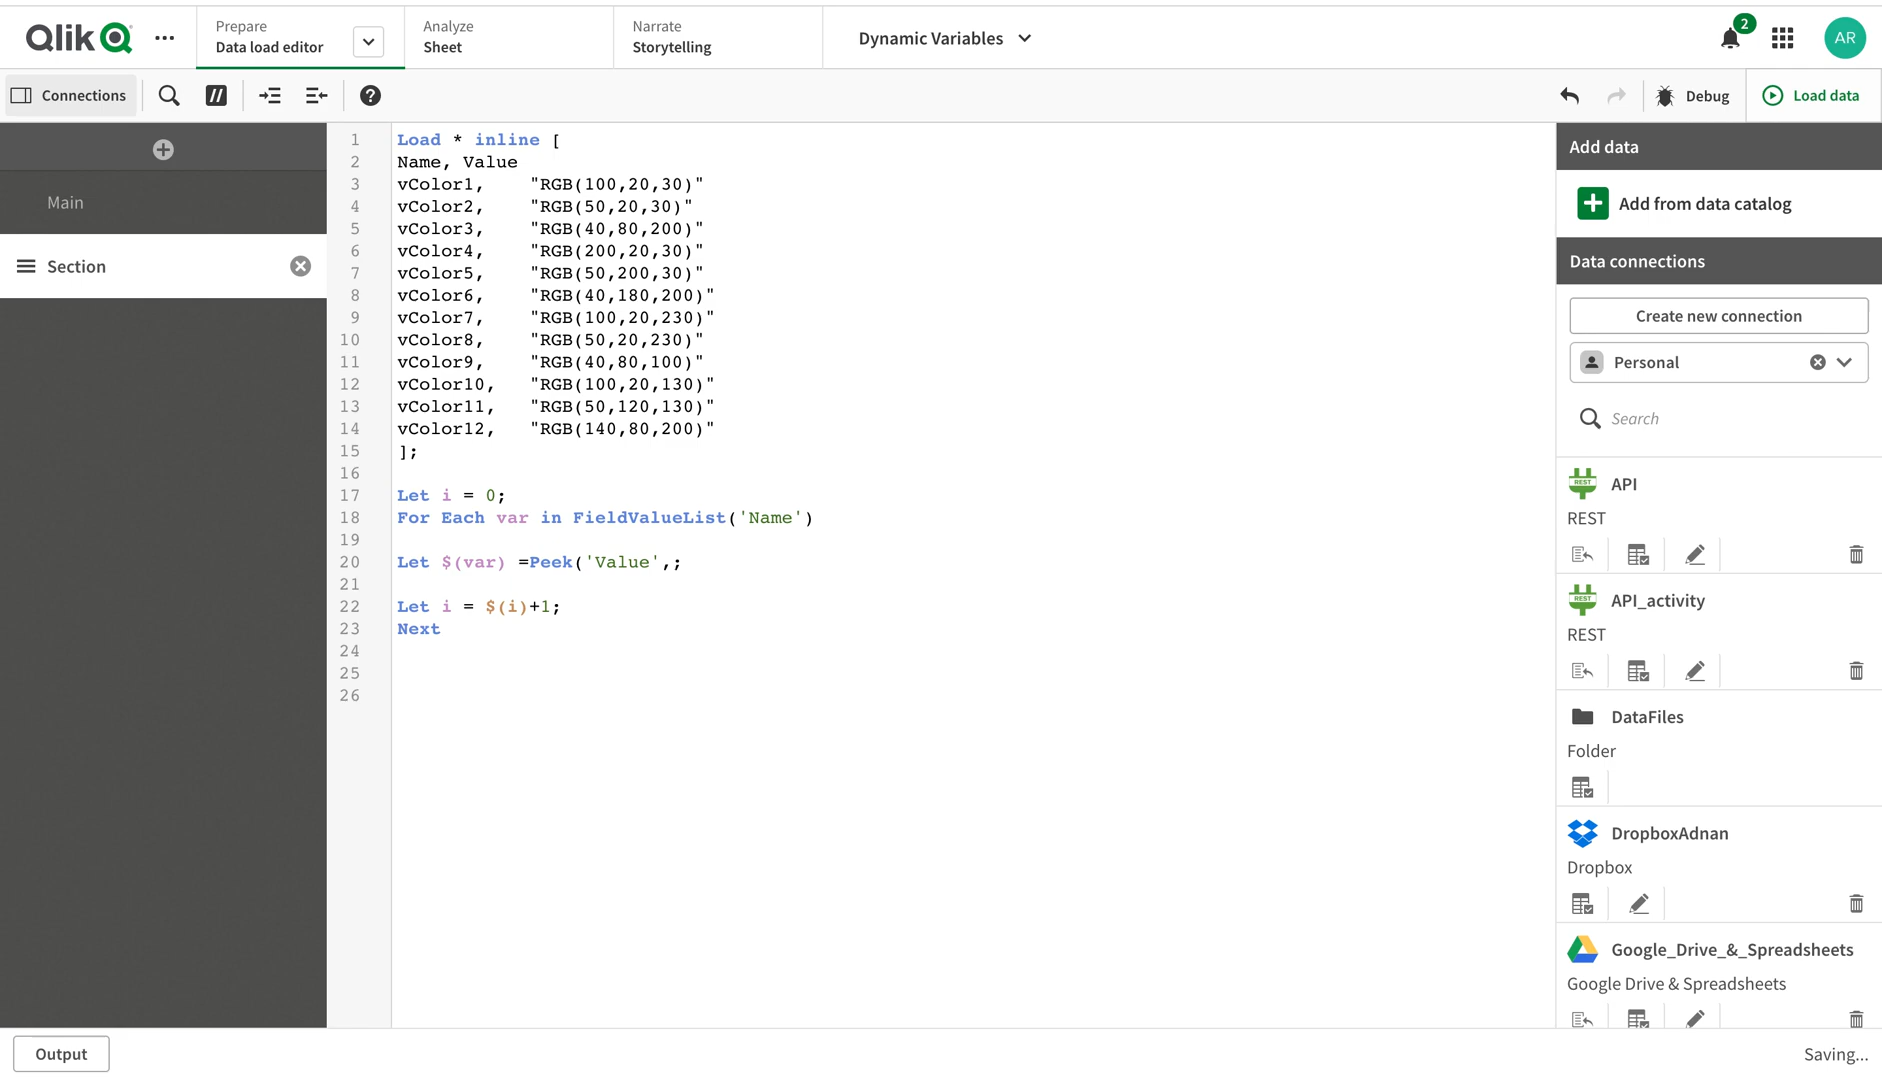 Qlik
Prepare
Data load editor
Analyze
Sheet
Narrate
Storytelling
Dynamic Variables
2
AR
Connections
//
?
Debug
Load data
Main
Section
1 Load * inline [
2 Name, Value
3 vColor1, "RGB(100,20,30)"
4 vColor2, "RGB(50,20,30)"
5 vColor3, "RGB(40,80,200)"
6 vColor4, "RGB(200,20,30)"
7 vColor5, "RGB(50,200,30)"
8 vColor6, "RGB(40,180,200)"
9 vColor7, "RGB(100,20,230)"
10 vColor8, "RGB(50,20,230)"
11 vColor9, "RGB(40,80,100)"
12 vColor10, "RGB(100,20,130)"
13 vColor11, "RGB(50,120,130)"
14 vColor12, "RGB(140,80,200)"
15 ];
16
17 Let i = 0;
18 For Each var in FieldValueList('Name')
19
20 Let $(var) =Peek('Value',;
21
22 Let i = $(i)+1;
23 Next
24
25
26
Add data
Add from data catalog
Data connections
Create new connection
Personal
Search
REST
API
REST
REST
API_activity
REST
DataFiles
Folder
DropboxAdnan
Dropbox
Google_Drive_&_Spreadsheets
Google Drive & Spreadsheets
Output
Saving...